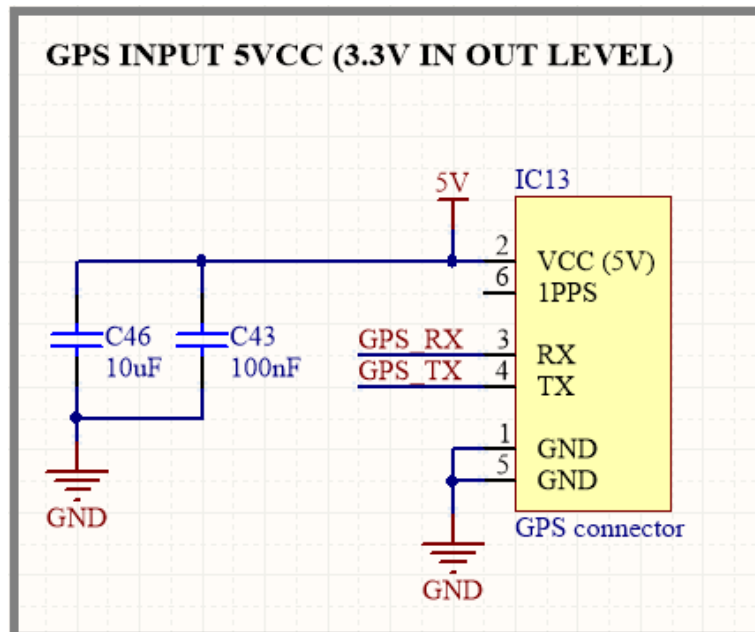 GPS INPUT 5VCC (3.3V IN OUT LEVEL)
5V
IC13
2
VCC (5V)
6
1PPS
C46
10uF
C43
100nF
GPS_RX
3
RX
GPS_TX
4
TX
1
GND
5
GND
GND
GPS connector
GND